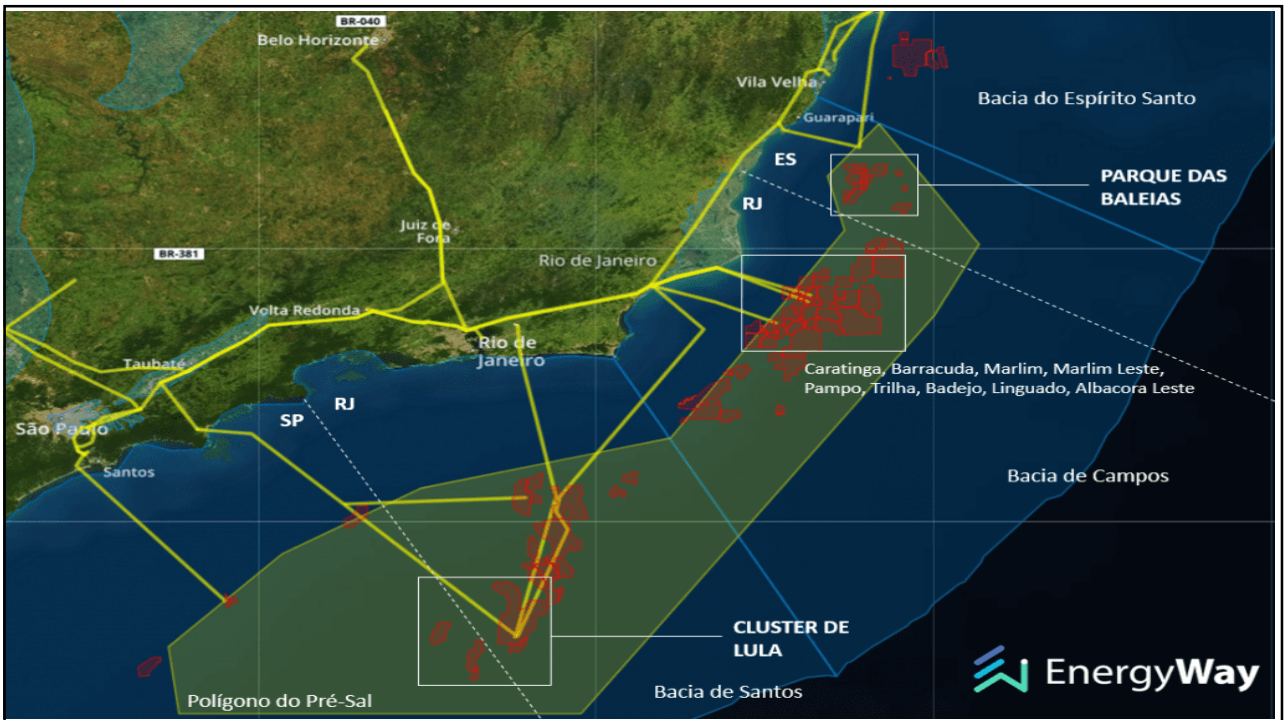 BR-040
Belo Horizonte
Vila Velha
Bacia do Espírito Santo
Guarapari
ES
PARQUE DAS
BALEIAS
RJ
Juiz de
Fora
BR-381
Rio de Janeiro
Volta Redonda
Rio de
Janeiro
Taubaté
Caratinga, Barracuda, Marlim, Marlim Leste,
Pampo, Trilha, Badejo, Linguado, Albacora Leste
RJ
SP
São Paulo
Santos
Bacia de Campos
CLUSTER DE
LULA
EnergyWay
Polígono do Pré-Sal
Bacia de Santos